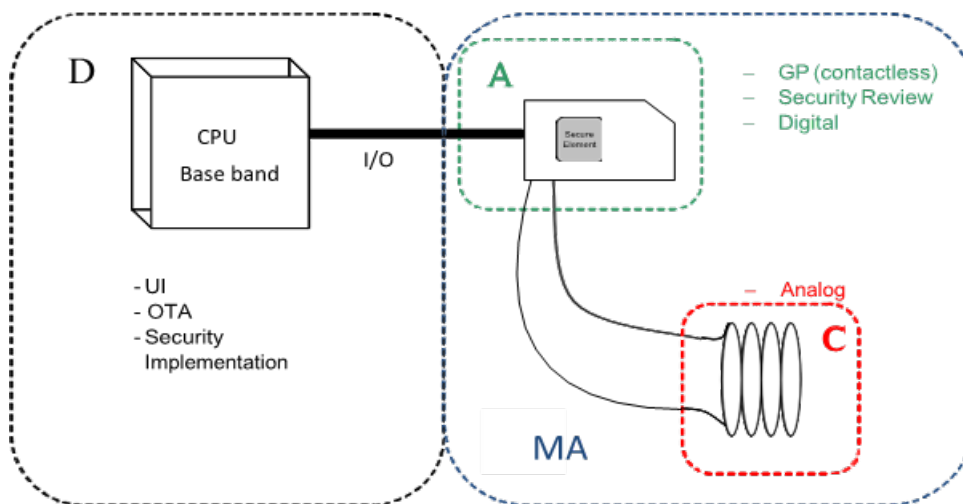 D
CPU
Base band
I/O
- UI
- OTA
- Security
Implementation
A
Secure
Element
– GP (contactless)
– Security Review
– Digital
– Analog
C
MA